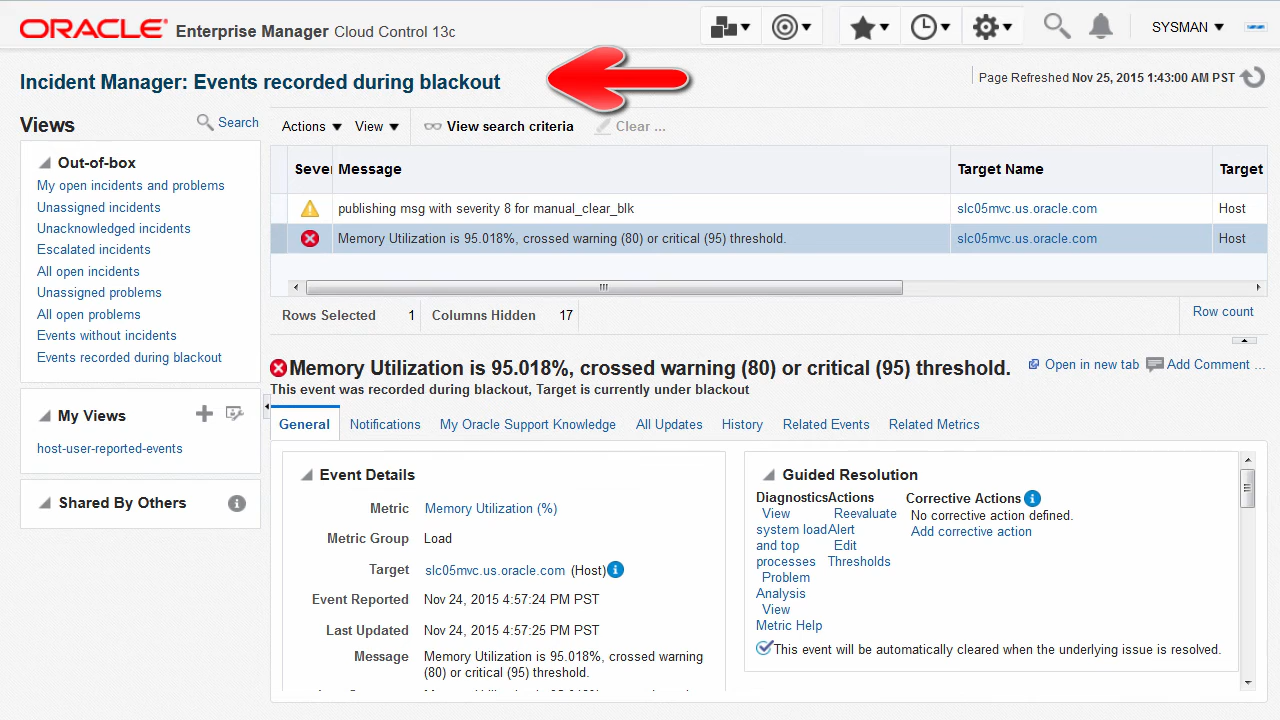 ORACLE Enterprise Manager Cloud Control 13c
SYSMAN
Incident Manager: Events recorded during blackout
Page Refreshed Nov 25, 2015 1:43:00 AM PST
Views
Search
Out-of-box
My open incidents and problems
Unassigned incidents
Unacknowledged incidents
Escalated incidents
All open incidents
Unassigned problems
All open problems
Events without incidents
Events recorded during blackout
My Views
host-user-reported-events
Shared By Others
Actions View View search criteria Clear ...
Sever Message Target Name Target
publishing msg with severity 8 for manual_clear_blk slc05mvc.us.oracle.com Host
Memory Utilization is 95.018%, crossed warning (80) or critical (95) threshold. slc05mvc.us.oracle.com Host
Rows Selected 1 Columns Hidden 17
Row count
Memory Utilization is 95.018%, crossed warning (80) or critical (95) threshold.
Open in new tab Add Comment ...
This event was recorded during blackout, Target is currently under blackout
General Notifications My Oracle Support Knowledge All Updates History Related Events Related Metrics
Event Details
Metric Memory Utilization (%)
Metric Group Load
Target slc05mvc.us.oracle.com (Host)
Event Reported Nov 24, 2015 4:57:24 PM PST
Last Updated Nov 24, 2015 4:57:25 PM PST
Message Memory Utilization is 95.018%, crossed warning
(80) or critical (95) threshold.
Guided Resolution
Diagnostics
View
system load
and top
processes
Problem
Analysis
View
Metric Help
Actions
Reevaluate
Alert
Edit
Thresholds
Corrective Actions
No corrective action defined.
Add corrective action
This event will be automatically cleared when the underlying issue is resolved.